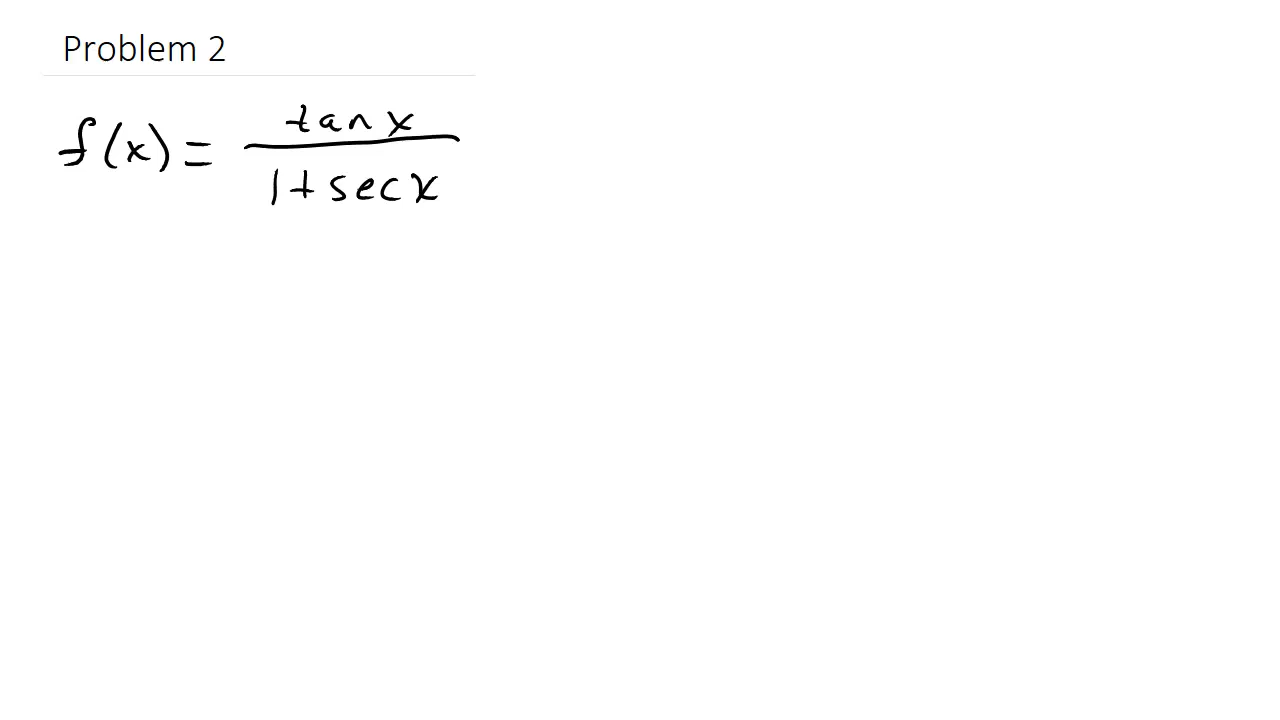 Problem 2
f(x) = tan x / 1 + sec x